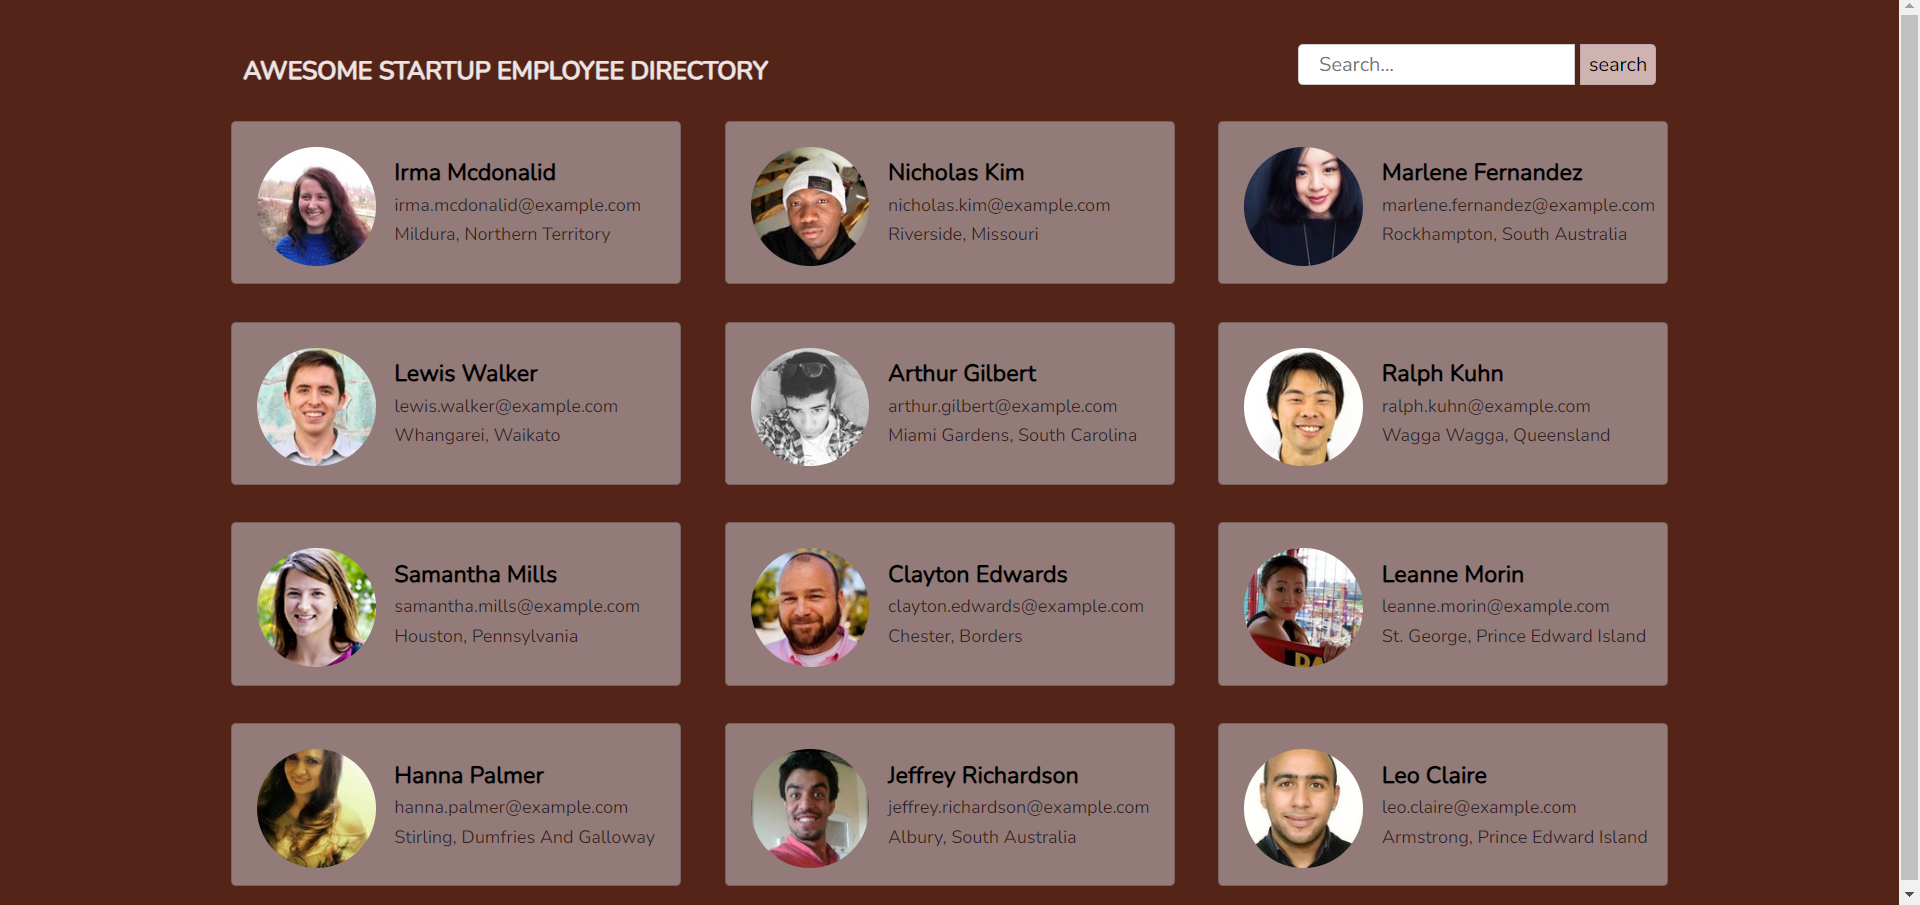 AWESOME STARTUP EMPLOYEE DIRECTORY
Search...
search
Irma Mcdonalid
irma.mcdonalid@example.com
Mildura, Northern Territory
Nicholas Kim
nicholas.kim@example.com
Riverside, Missouri
Marlene Fernandez
marlene.fernandez@example.com
Rockhampton, South Australia
Lewis Walker
lewis.walker@example.com
Whangarei, Waikato
Arthur Gilbert
arthur.gilbert@example.com
Miami Gardens, South Carolina
Ralph Kuhn
ralph.kuhn@example.com
Wagga Wagga, Queensland
Samantha Mills
samantha.mills@example.com
Houston, Pennsylvania
Clayton Edwards
clayton.edwards@example.com
Chester, Borders
Leanne Morin
leanne.morin@example.com
St. George, Prince Edward Island
Hanna Palmer
hanna.palmer@example.com
Stirling, Dumfries And Galloway
Jeffrey Richardson
jeffrey.richardson@example.com
Albury, South Australia
Leo Claire
leo.claire@example.com
Armstrong, Prince Edward Island